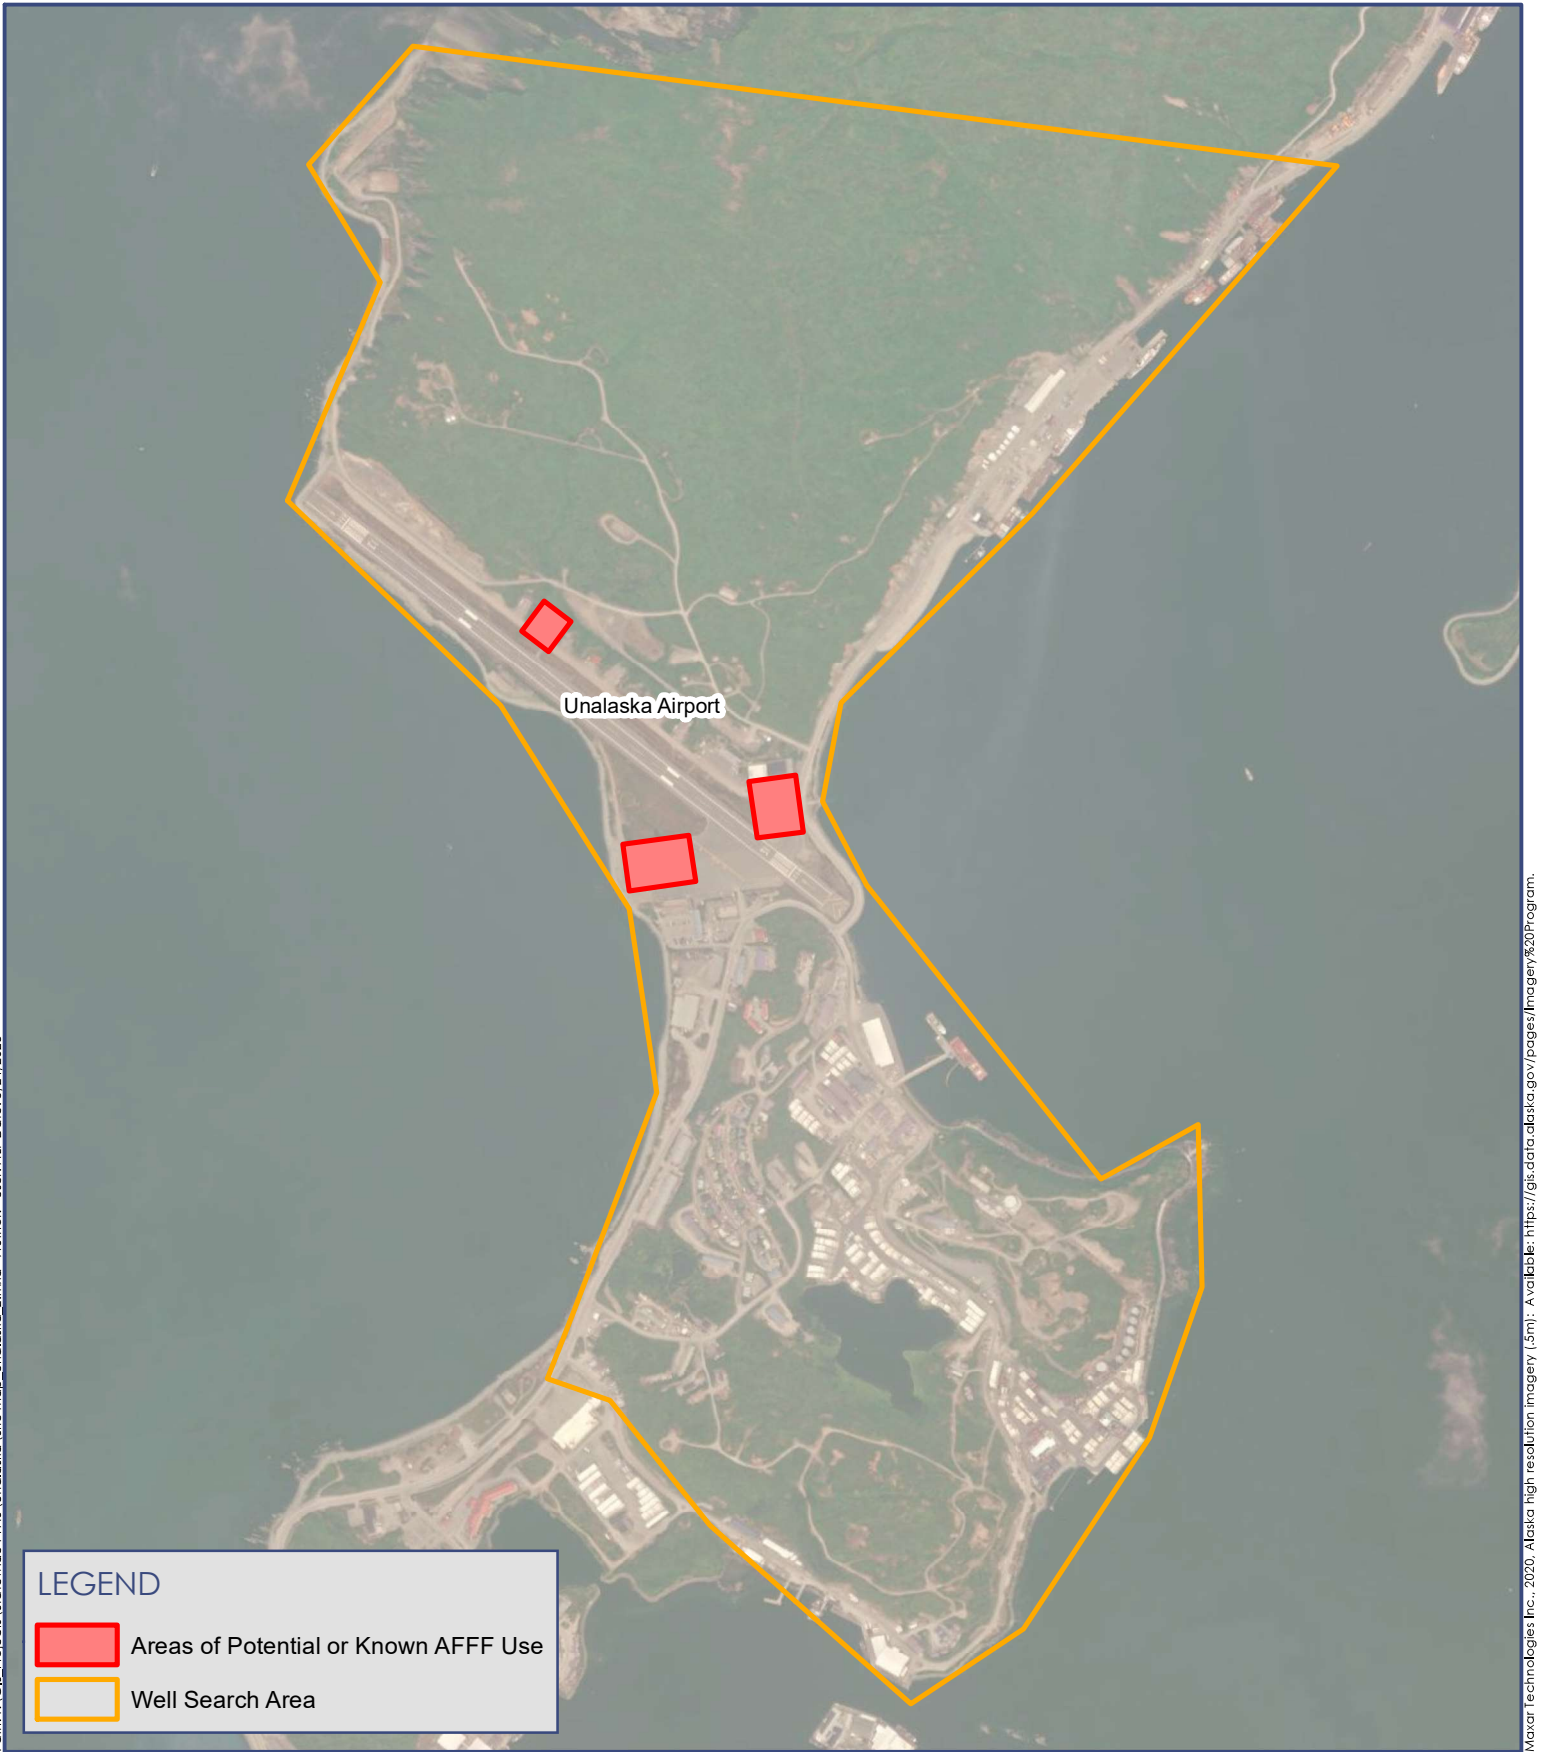 Unalaska Airport
LEGEND
Areas of Potential or Known AFFF Use
Well Search Area
Maxar Technologies Inc., 2020, Alaska high resolution imagery (.5m): Available: https://gis.data.alaska.gov/pages/Imagery%20Program.